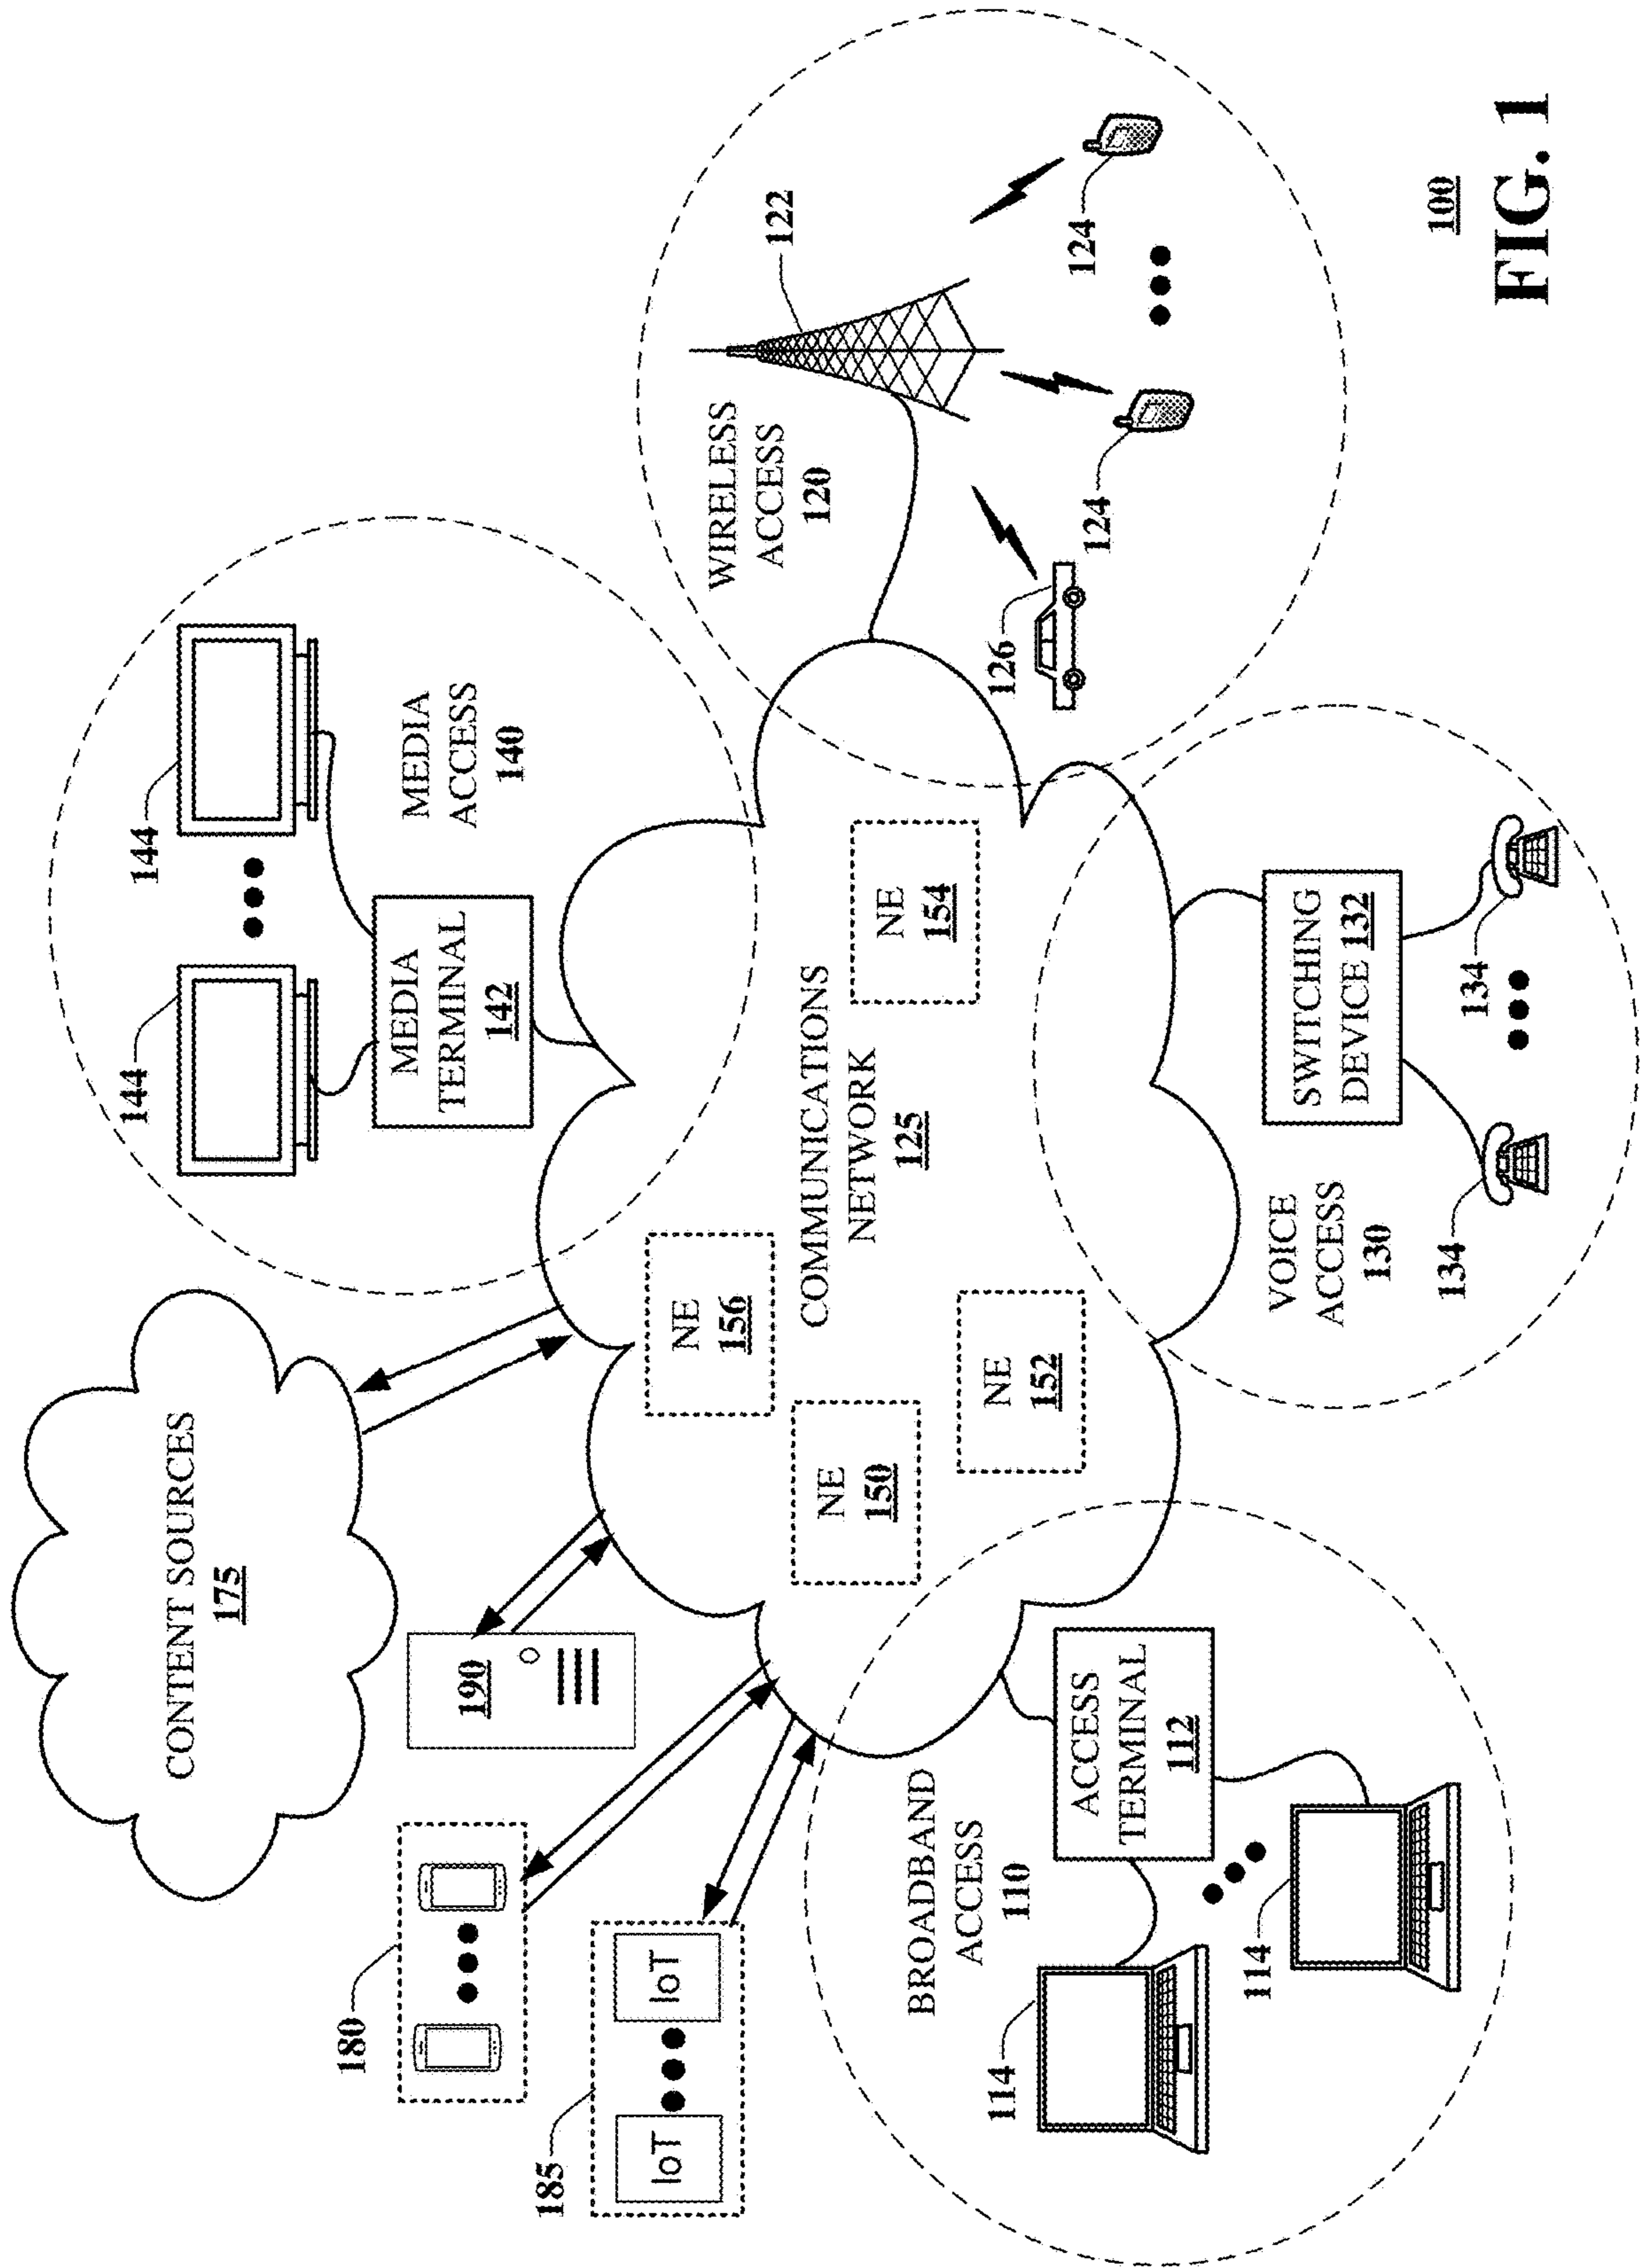 CONTENT SOURCES
175
144
144
MEDIA
TERMINAL
142
MEDIA
ACCESS
140
180
190
185
IoT
IoT
NE
156
NE
150
NE
152
NE
154
COMMUNICATIONS
NETWORK
125
WIRELESS
ACCESS
120
122
126
124
124
BROADBAND
ACCESS
110
ACCESS
TERMINAL
112
114
114
VOICE
ACCESS
130
SWITCHING
DEVICE 132
134
134
100
FIG. 1